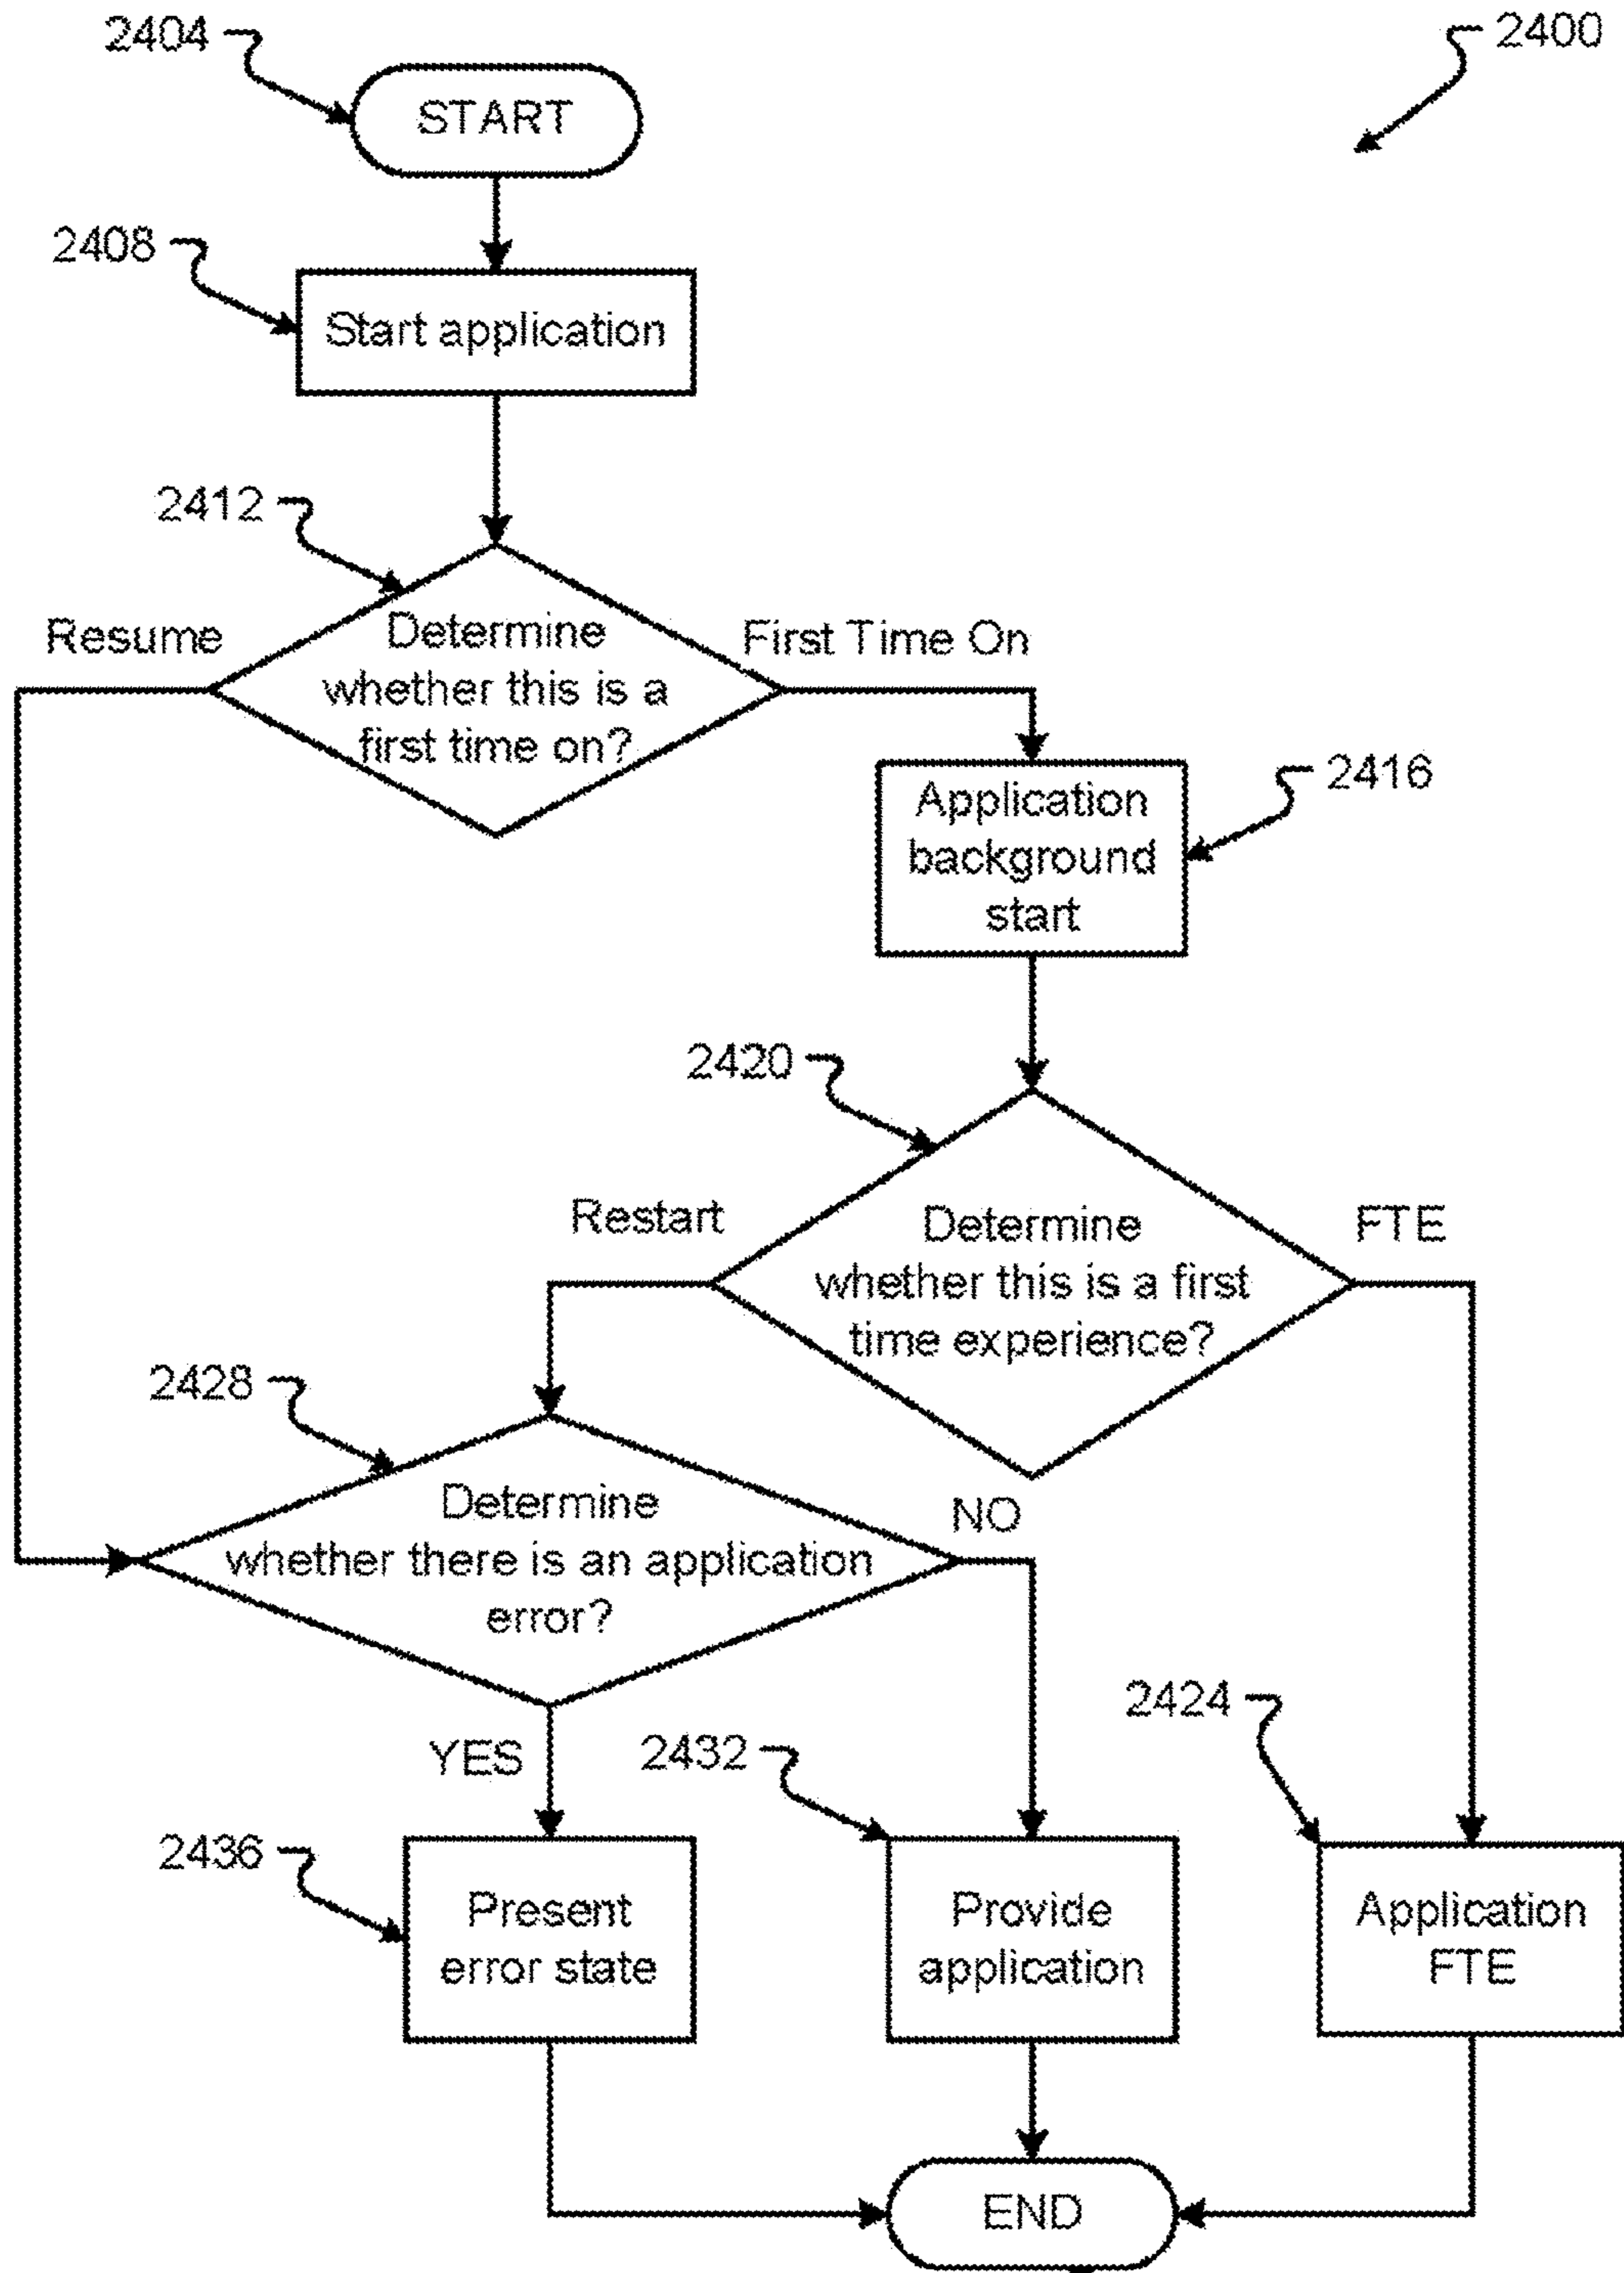 2404
2400
START
2408
Start application
2412
Resume
Determine
whether this is a
first time on?
First Time On
2416
Application
background
start
2420
Restart
Determine
whether this is a first
time experience?
FTE
2428
Determine
whether there is an application
error?
NO
YES
2432
2424
2436
Present
error state
Provide
application
Application
FTE
END